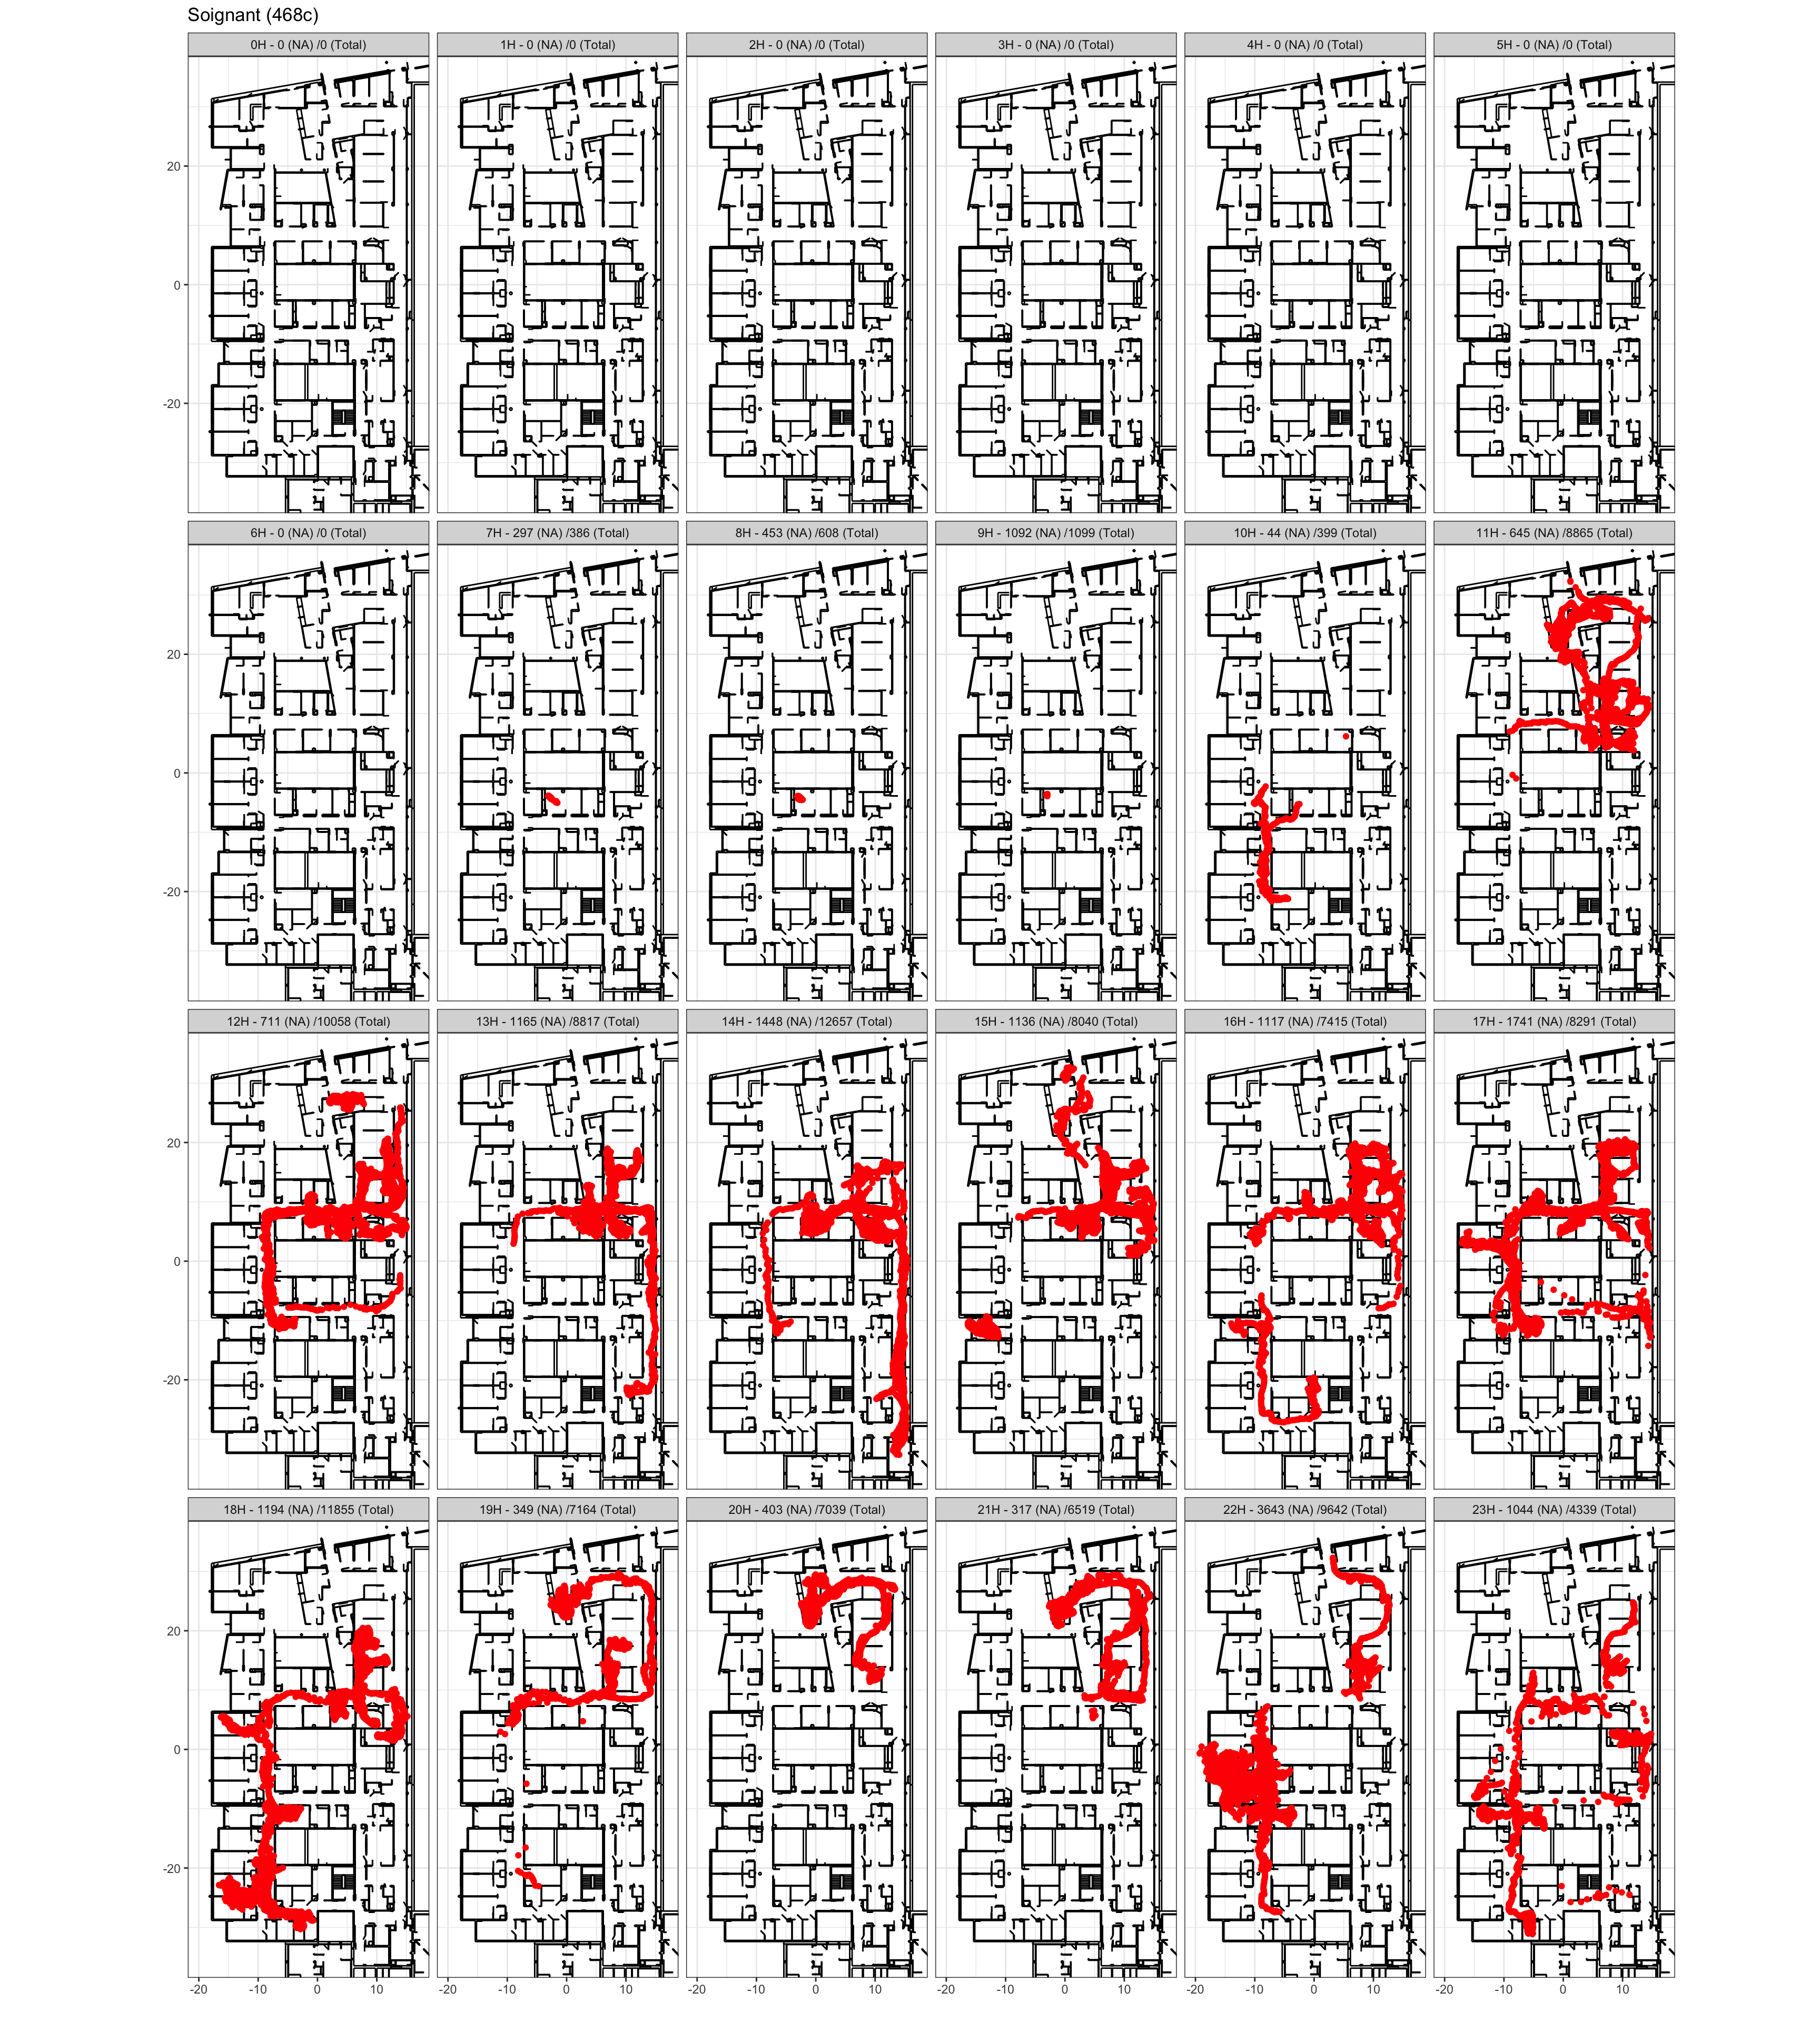 Soignant (468c)
0H - 0 (NA) /0 (Total)
1H - 0 (NA) /0 (Total)
2H - 0 (NA) /0 (Total)
3H - 0 (NA) /0 (Total)
4H - 0 (NA) /0 (Total)
5H - 0 (NA) /0 (Total)
20
0
-20
6H - 0 (NA) /0 (Total)
7H - 297 (NA) /386 (Total)
8H - 453 (NA) /608 (Total)
9H - 1092 (NA) /1099 (Total)
10H - 44 (NA) /399 (Total)
11H - 645 (NA) /8865 (Total)
20
0
-20
12H - 711 (NA) /10058 (Total)
13H - 1165 (NA) /8817 (Total)
14H - 1448 (NA) /12657 (Total)
15H - 1136 (NA) /8040 (Total)
16H - 1117 (NA) /7415 (Total)
17H - 1741 (NA) /8291 (Total)
20
0
-20
18H - 1194 (NA) /11855 (Total)
19H - 349 (NA) /7164 (Total)
20H - 403 (NA) /7039 (Total)
21H - 317 (NA) /6519 (Total)
22H - 3643 (NA) /9642 (Total)
23H - 1044 (NA) /4339 (Total)
20
0
-20
-20 -10 0 10
-20 -10 0 10
-20 -10 0 10
-20 -10 0 10
-20 -10 0 10
-20 -10 0 10